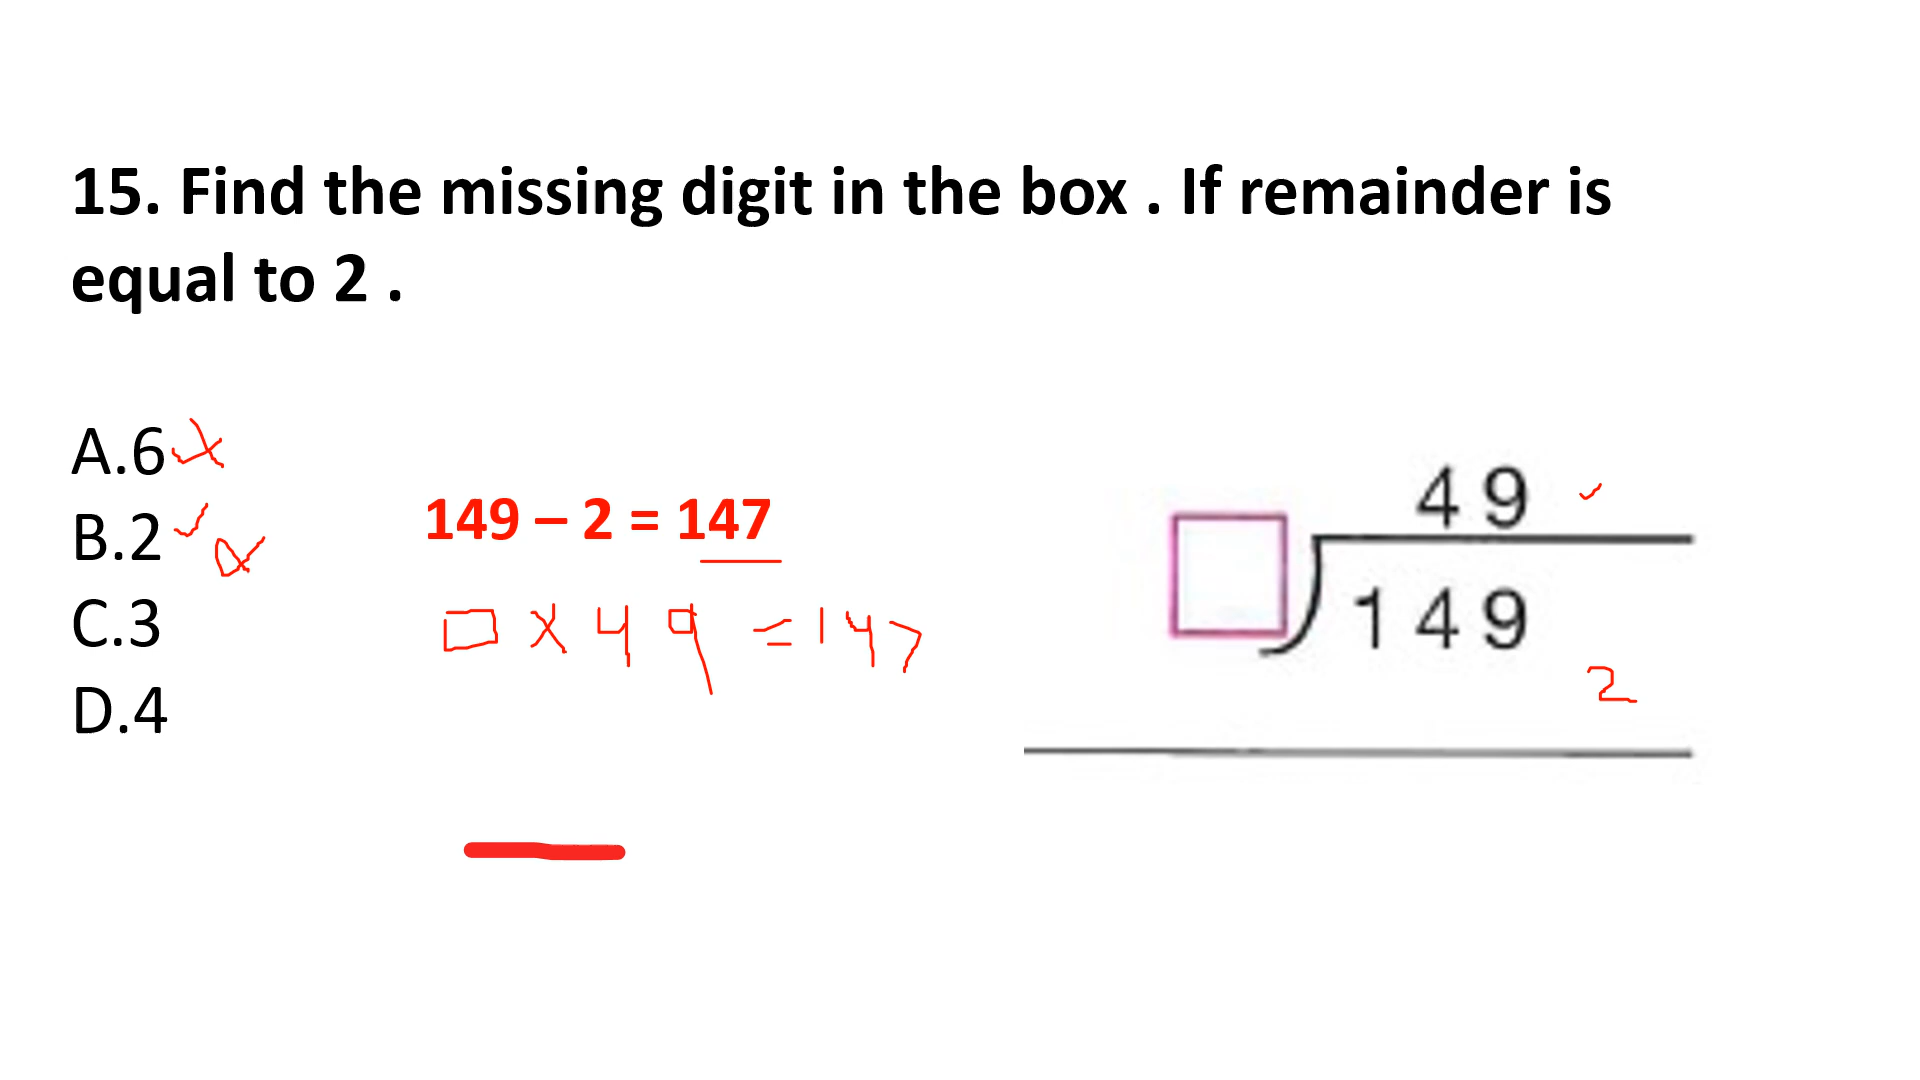 15. Find the missing digit in the box . If remainder is
equal to 2 .
A.6
B.2
C.3
D.4
149 – 2 = 147
□ × 49 = 147
49
149
2